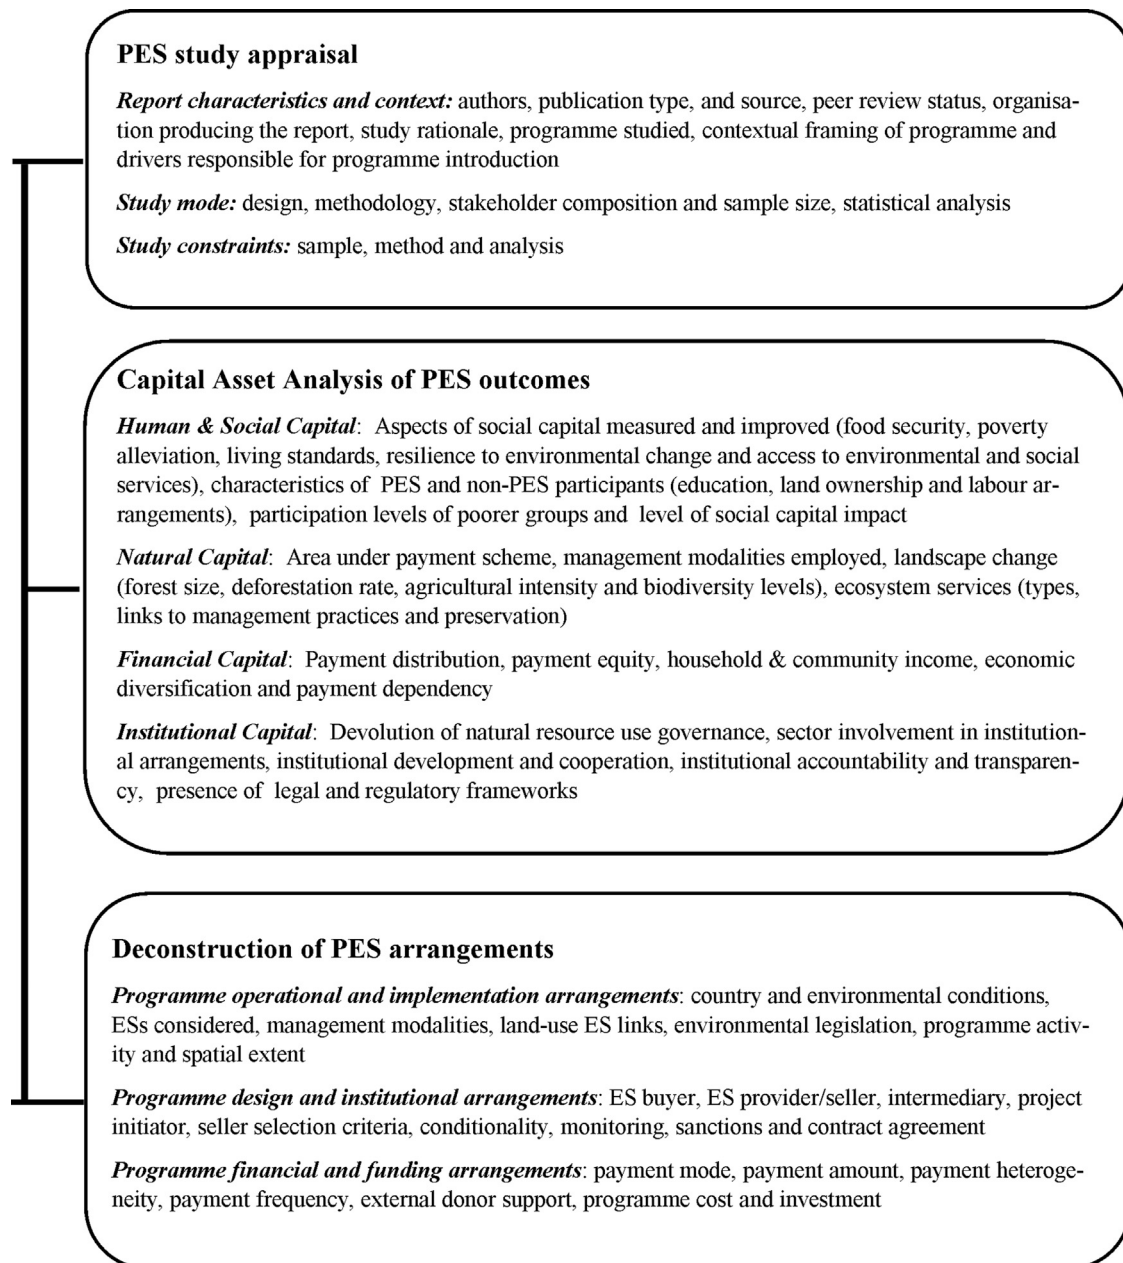 PES study appraisal
Report characteristics and context: authors, publication type, and source, peer review status, organisa-
tion producing the report, study rationale, programme studied, contextual framing of programme and
drivers responsible for programme introduction
Study mode: design, methodology, stakeholder composition and sample size, statistical analysis
Study constraints: sample, method and analysis
Capital Asset Analysis of PES outcomes
Human & Social Capital: Aspects of social capital measured and improved (food security, poverty
alleviation, living standards, resilience to environmental change and access to environmental and social
services), characteristics of PES and non-PES participants (education, land ownership and labour ar-
rangements), participation levels of poorer groups and level of social capital impact
Natural Capital: Area under payment scheme, management modalities employed, landscape change
(forest size, deforestation rate, agricultural intensity and biodiversity levels), ecosystem services (types,
links to management practices and preservation)
Financial Capital: Payment distribution, payment equity, household & community income, economic
diversification and payment dependency
Institutional Capital: Devolution of natural resource use governance, sector involvement in institution-
al arrangements, institutional development and cooperation, institutional accountability and transparen-
cy, presence of legal and regulatory frameworks
Deconstruction of PES arrangements
Programme operational and implementation arrangements: country and environmental conditions,
ESs considered, management modalities, land-use ES links, environmental legislation, programme activ-
ity and spatial extent
Programme design and institutional arrangements: ES buyer, ES provider/seller, intermediary, project
initiator, seller selection criteria, conditionality, monitoring, sanctions and contract agreement
Programme financial and funding arrangements: payment mode, payment amount, payment heteroge-
neity, payment frequency, external donor support, programme cost and investment